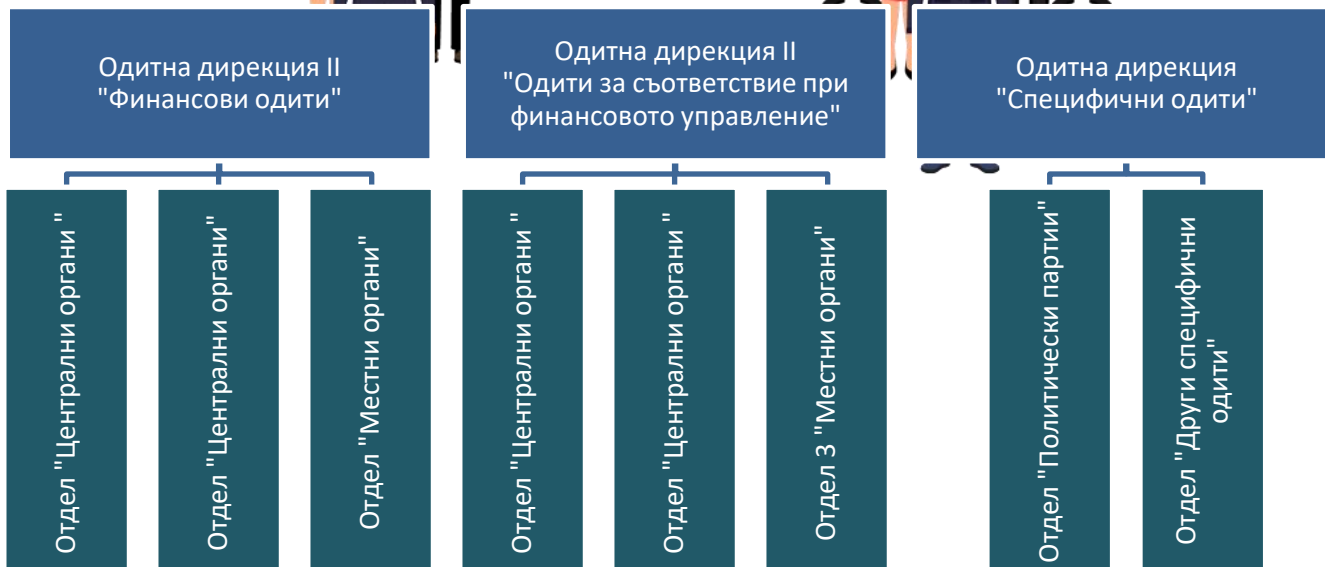 Одитна дирекция II
"Финансови одити"
Одитна дирекция II
"Одити за съответствие при
финансовото управление"
Одитна дирекция
"Специфични одити"
Отдел "Централни органи "
Отдел "Централни органи"
Отдел "Местни органи"
Отдел "Централни органи "
Отдел "Централни органи "
Отдел 3 "Местни органи"
Отдел "Политически партии"
Отдел "Други специфични
одити"